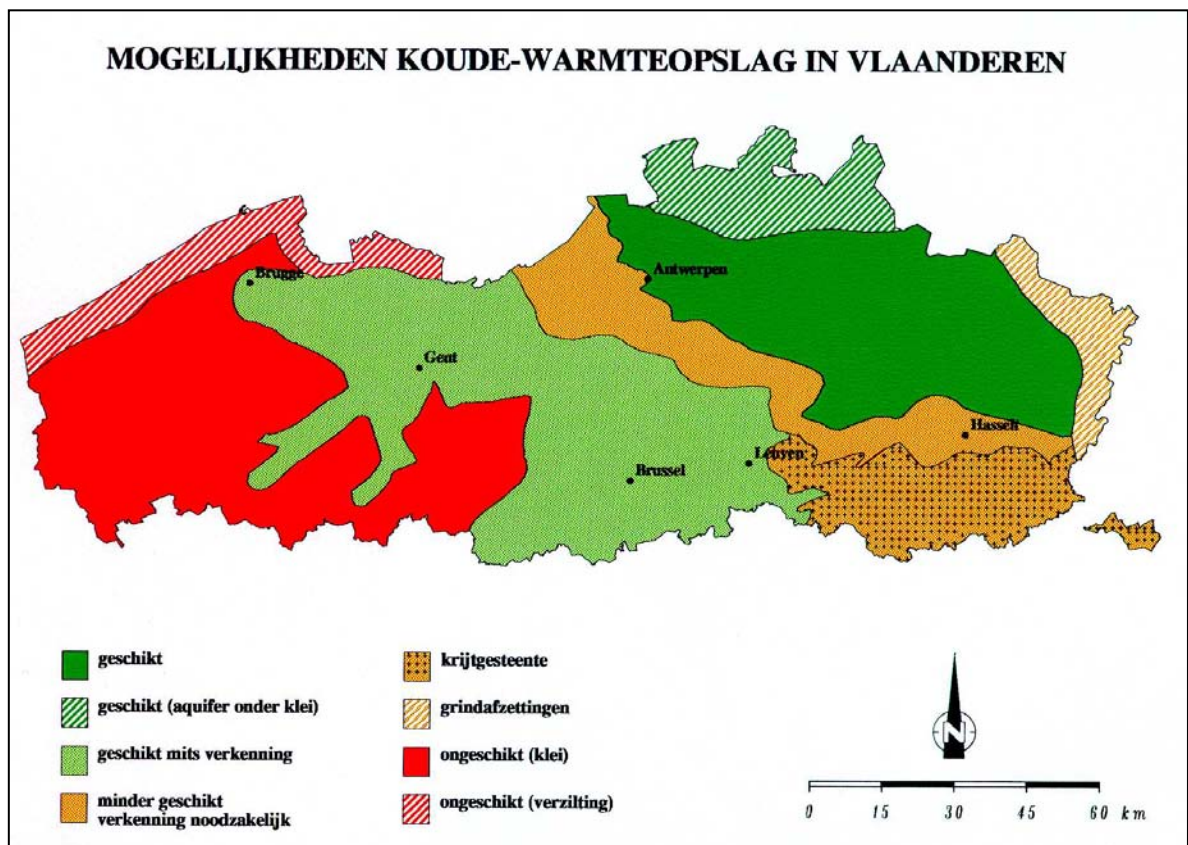 MOGELIJKHEDEN KOUDE-WARMTEOPSLAG IN VLAANDEREN
Brugge
Antwerpen
Gent
Hasselt
Leuven
Brussel
geschikt
geschikt (aquifer onder klei)
geschikt mits verkenning
minder geschikt
verkenning noodzakelijk
krijtgesteente
grindafzettingen
ongeschikt (klei)
ongeschikt (verzilting)
N
0 15 30 45 60 km